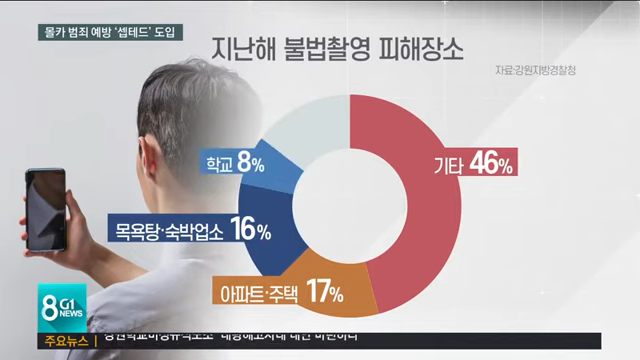 몰카 범죄 예방 '셉테드' 도입
지난해 불법촬영 피해장소
자료:강원지방경찰청
학교 8%
기타 46%
목욕탕·숙박업소 16%
아파트·주택 17%
8 G1 NEWS
주요뉴스